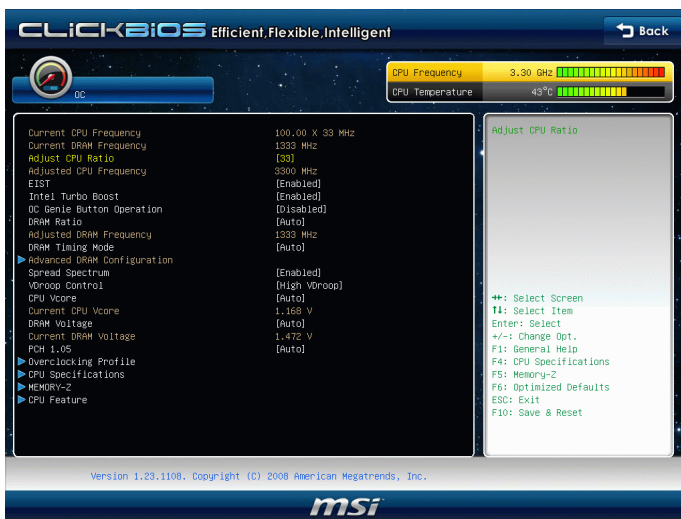 CLiCKBiOS Efficient,Flexible,Intelligent
Back
OC
CPU Frequency 3.30 GHz
CPU Temperature 43°C
Current CPU Frequency 100.00 X 33 MHz
Current DRAM Frequency 1333 MHz
Adjust CPU Ratio [33]
Adjusted CPU Frequency 3300 MHz
EIST [Enabled]
Intel Turbo Boost [Enabled]
OC Genie Button Operation [Disabled]
DRAM Ratio [Auto]
Adjusted DRAM Frequency 1333 MHz
DRAM Timing Mode [Auto]
Advanced DRAM Configuration
Spread Spectrum [Enabled]
VDroop Control [High VDroop]
CPU Vcore [Auto]
Current CPU Vcore 1.168 V
DRAM Voltage [Auto]
Current DRAM Voltage 1.472 V
PCH 1.05 [Auto]
Overclocking Profile
CPU Specifications
MEMORY-Z
CPU Feature
Adjust CPU Ratio
→←: Select Screen
↑↓: Select Item
Enter: Select
+/-: Change Opt.
F1: General Help
F4: CPU Specifications
F5: Memory-Z
F6: Optimized Defaults
ESC: Exit
F10: Save & Reset
Version 1.23.1108. Copyright (C) 2008 American Megatrends, Inc.
msi